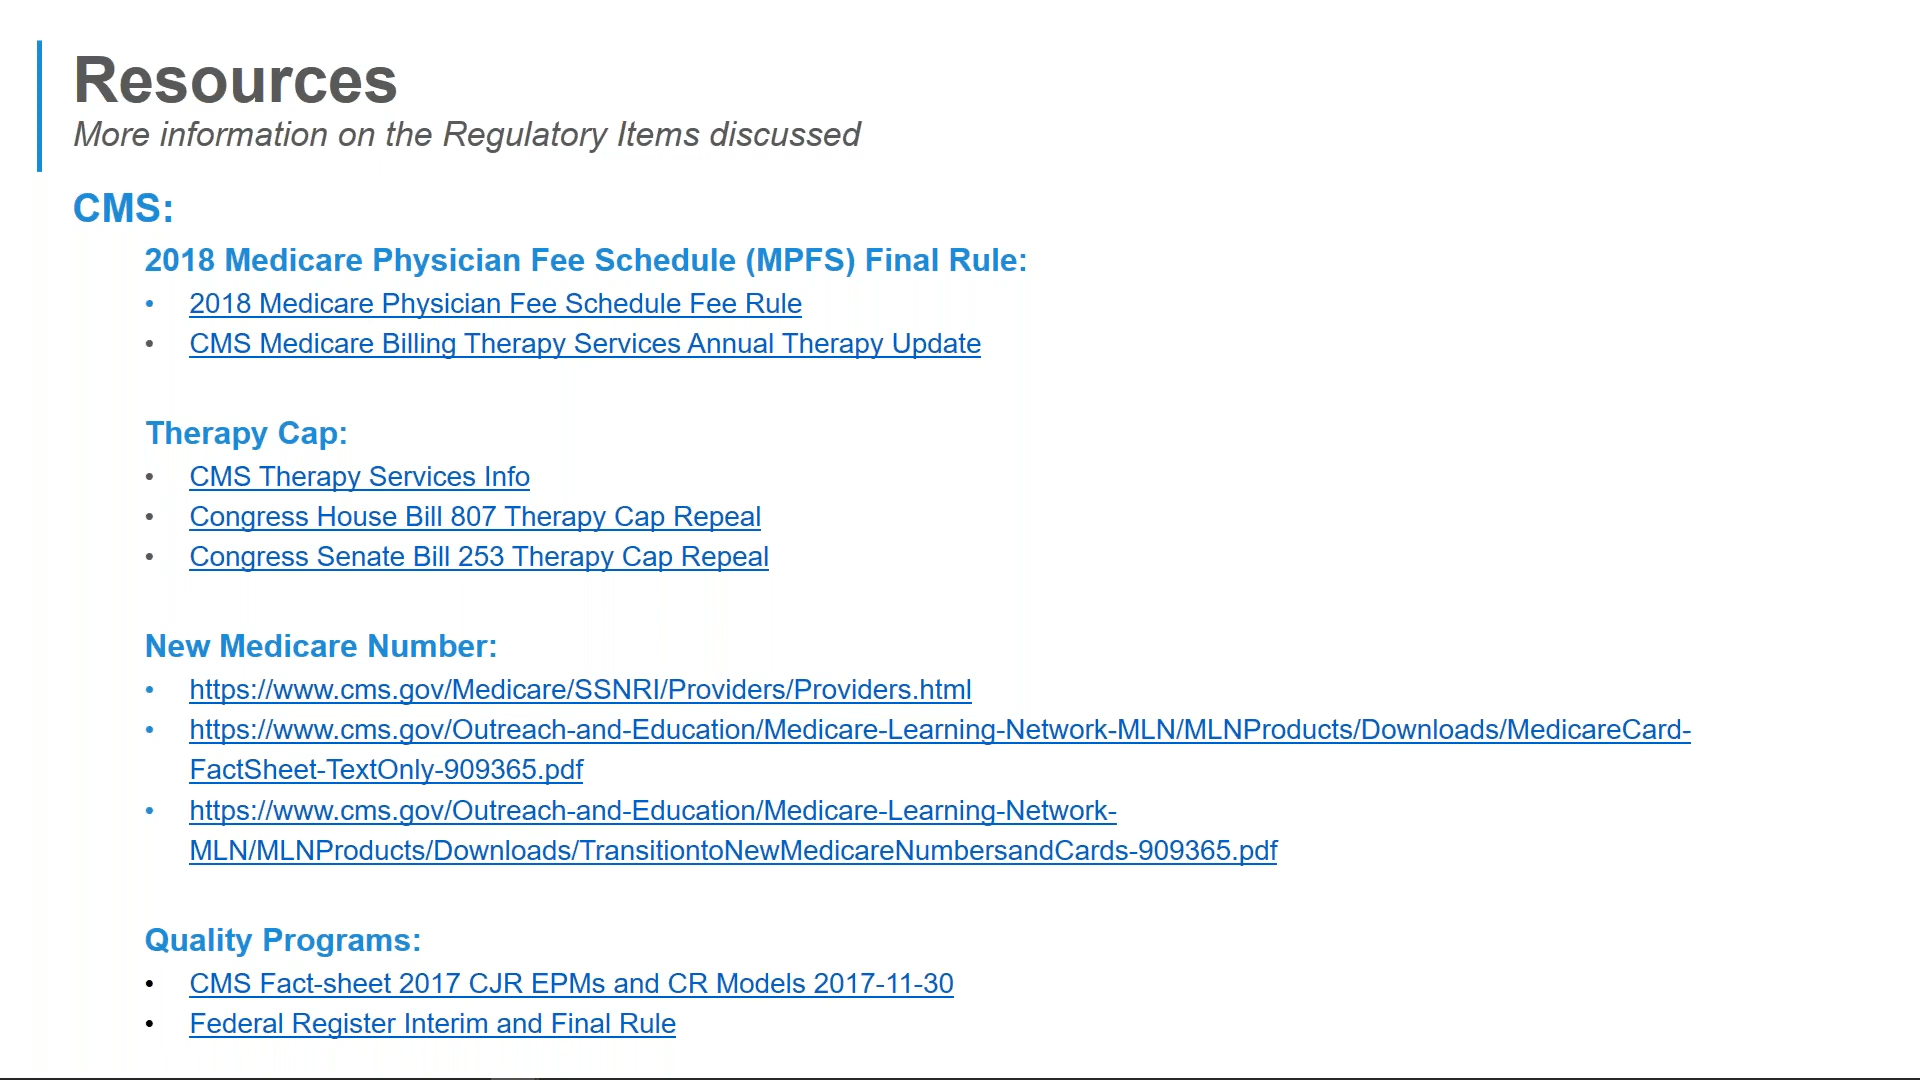 Resources
More information on the Regulatory Items discussed
CMS:
2018 Medicare Physician Fee Schedule (MPFS) Final Rule:
• 2018 Medicare Physician Fee Schedule Fee Rule
• CMS Medicare Billing Therapy Services Annual Therapy Update
Therapy Cap:
• CMS Therapy Services Info
• Congress House Bill 807 Therapy Cap Repeal
• Congress Senate Bill 253 Therapy Cap Repeal
New Medicare Number:
• https://www.cms.gov/Medicare/SSNRI/Providers/Providers.html
• https://www.cms.gov/Outreach-and-Education/Medicare-Learning-Network-MLN/MLNProducts/Downloads/MedicareCard-
FactSheet-TextOnly-909365.pdf
• https://www.cms.gov/Outreach-and-Education/Medicare-Learning-Network-
MLN/MLNProducts/Downloads/TransitiontoNewMedicareNumbersandCards-909365.pdf
Quality Programs:
• CMS Fact-sheet 2017 CJR EPMs and CR Models 2017-11-30
• Federal Register Interim and Final Rule